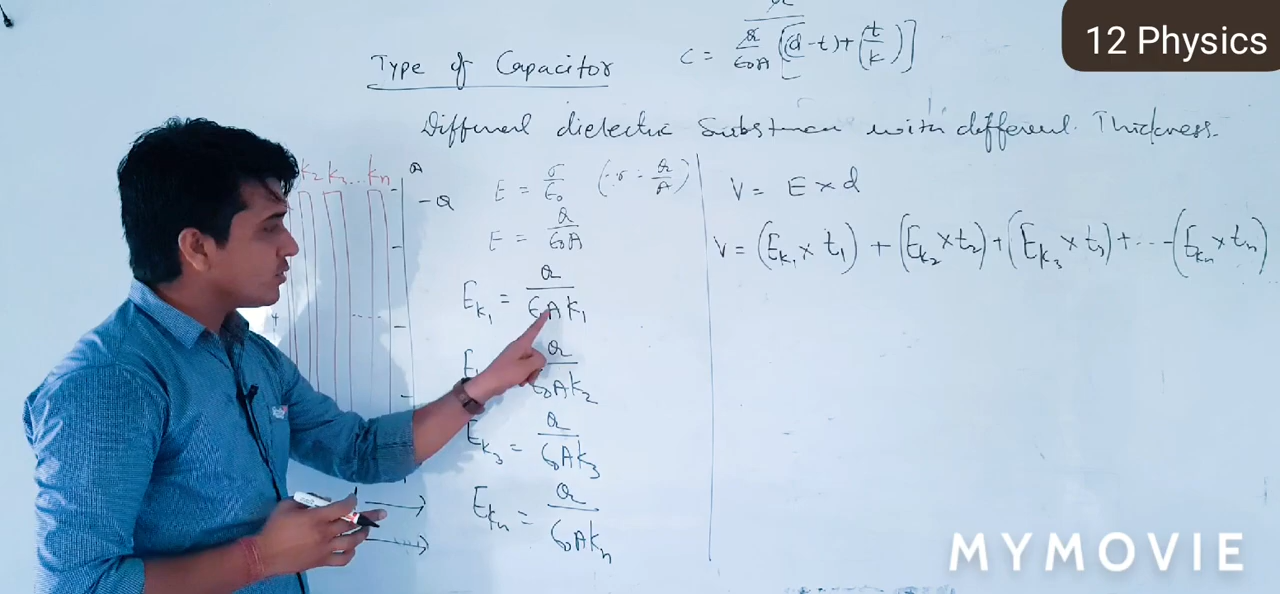 12 Physics
C = Q / (Q/ε₀A [(d-t)+(t/k)])
Type of Capacitor
Different dielectric Substance with different Thickness.
K2 K3 ... Kn
-Q
E = σ/ε₀ (∵ σ = Q/A)
E = Q/ε₀A
E_K1 = Q/ε₀AK1
Q/ε₀AK2
E_K3 = Q/ε₀AK3
E_Kn = Q/ε₀AKn
V = E × d
V = (E_K1 × t1) + (E_K2 × t2) + (E_K3 × t3) + ... - (E_Kn × tn)
MYMOVIE